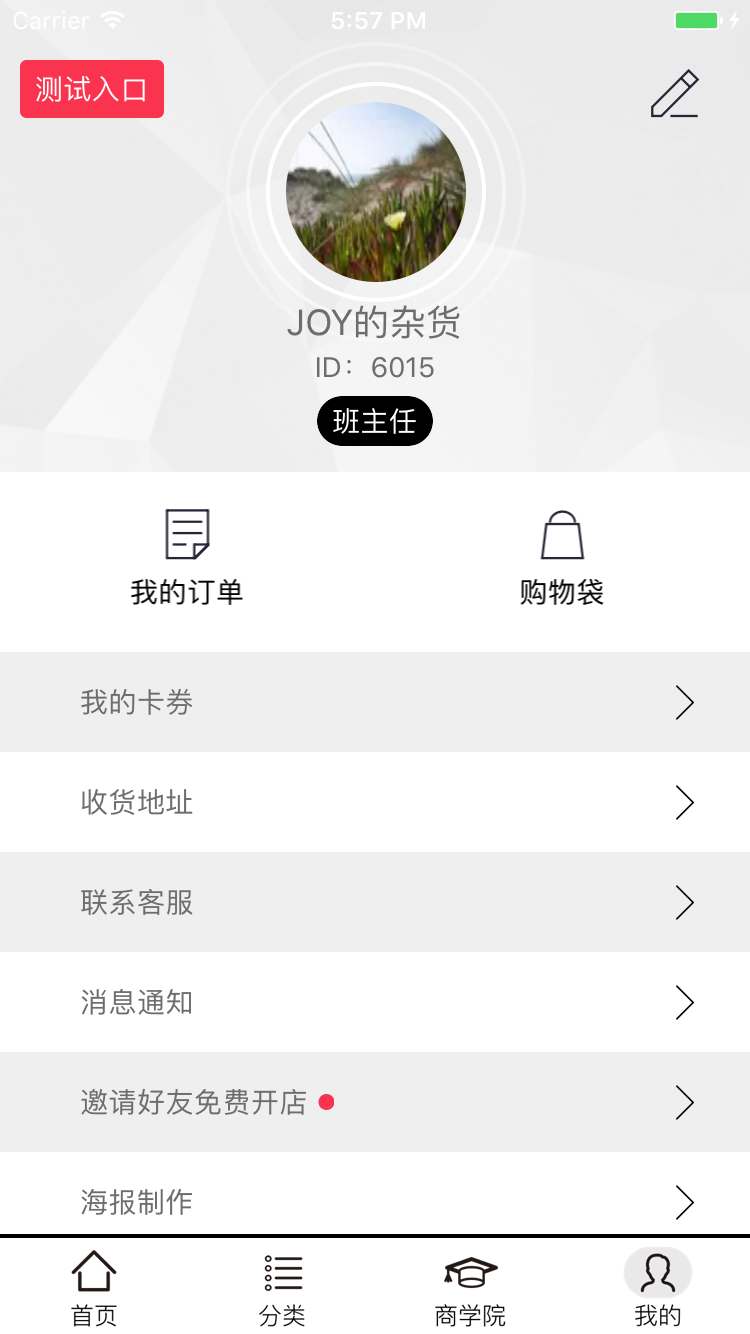 Carrier 5:57 PM
测试入口
JOY的杂货
ID：6015
班主任
我的订单 购物袋
我的卡券
收货地址
联系客服
消息通知
邀请好友免费开店
海报制作
首页 分类 商学院 我的